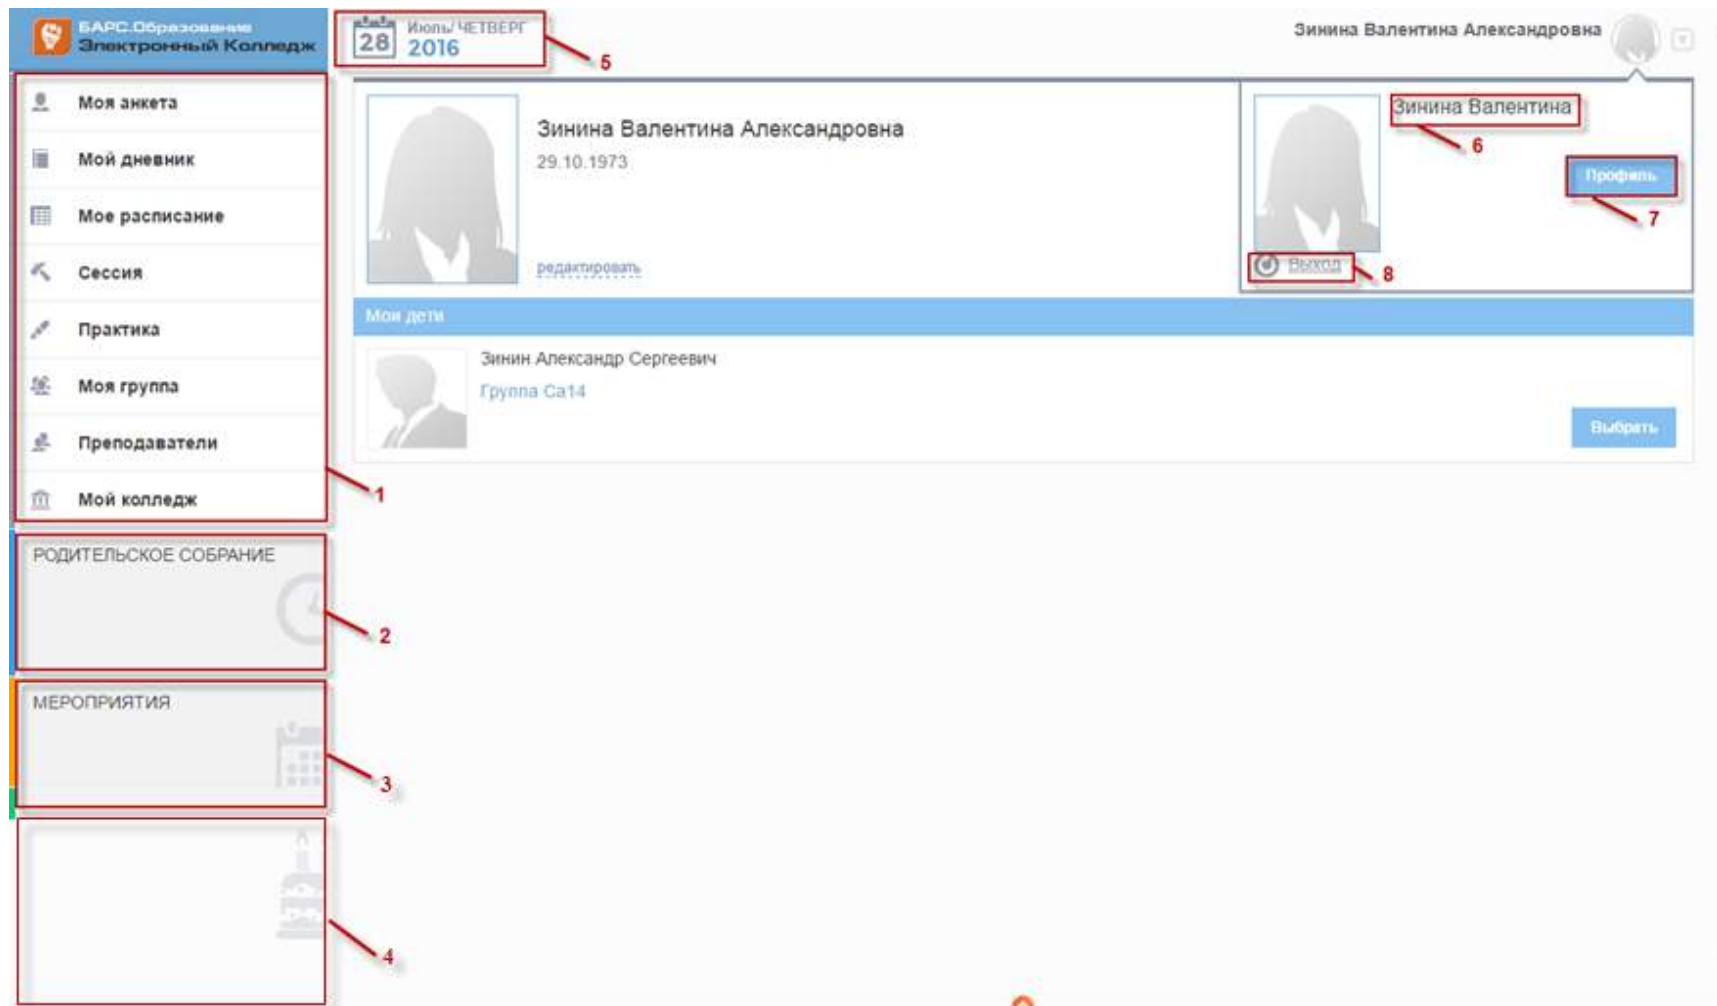 БАРС.Образование
Электронный Колледж
28
Июль/ ЧЕТВЕРГ
2016
5
Зинина Валентина Александровна
Моя анкета
Мой дневник
Мое расписание
Сессия
Практика
Моя группа
Преподаватели
Мой колледж
1
РОДИТЕЛЬСКОЕ СОБРАНИЕ
2
МЕРОПРИЯТИЯ
3
4
Зинина Валентина Александровна
29.10.1973
редактировать
Зинина Валентина
6
Профиль
7
Выход
8
Мои дети
Зинин Александр Сергеевич
Группа Са14
Выбрать